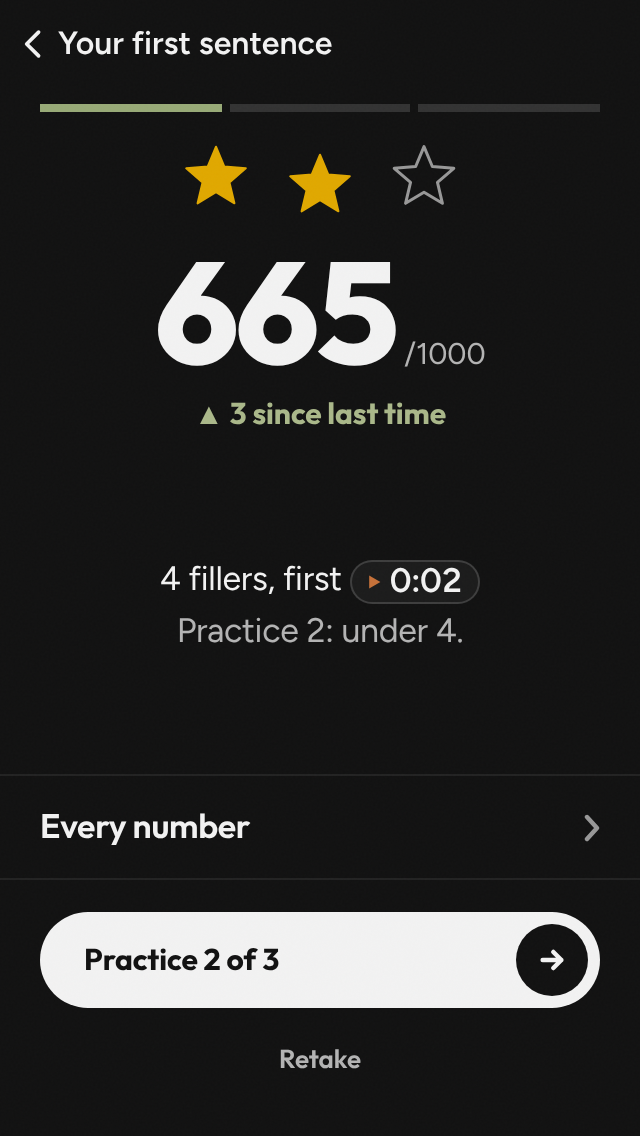 Your first sentence
665/1000
▲ 3 since last time
4 fillers, first ▶ 0:02
Practice 2: under 4.
Every number
Practice 2 of 3
Retake